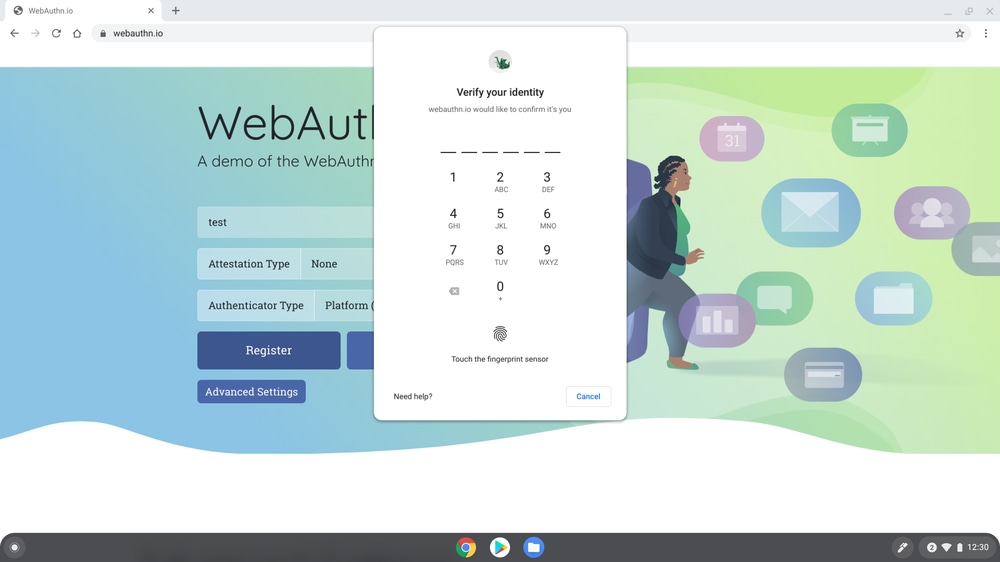 WebAuthn.io
webauthn.io
Verify your identity
webauthn.io would like to confirm it's you
1
2
ABC
3
DEF
4
GHI
5
JKL
6
MNO
7
PQRS
8
TUV
9
WXYZ
0
+
Touch the fingerprint sensor
Need help?
Cancel
WebAuth
A demo of the WebAuthn
test
Attestation Type
None
Authenticator Type
Platform (
Register
Advanced Settings
31
2
12:30